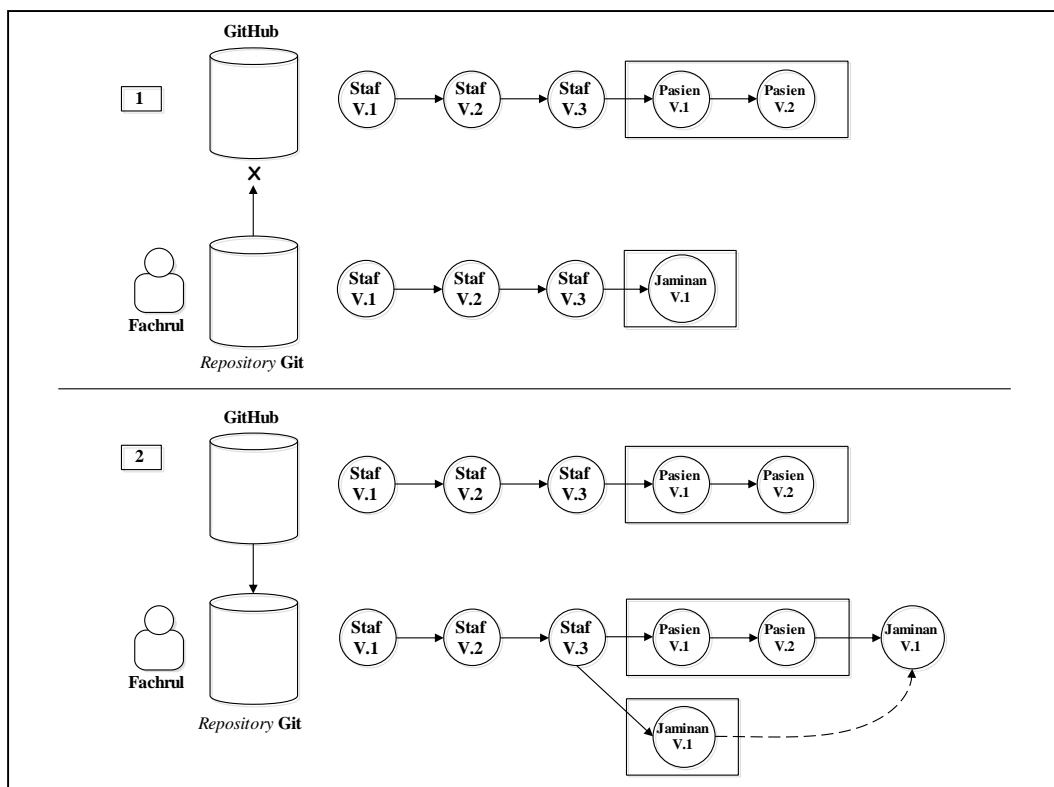 GitHub
1
Staf
V.1
Staf
V.2
Staf
V.3
Pasien
V.1
Pasien
V.2
X
Fachrul
Repository Git
Staf
V.1
Staf
V.2
Staf
V.3
Jaminan
V.1
GitHub
2
Staf
V.1
Staf
V.2
Staf
V.3
Pasien
V.1
Pasien
V.2
Fachrul
Repository Git
Staf
V.1
Staf
V.2
Staf
V.3
Pasien
V.1
Pasien
V.2
Jaminan
V.1
Jaminan
V.1